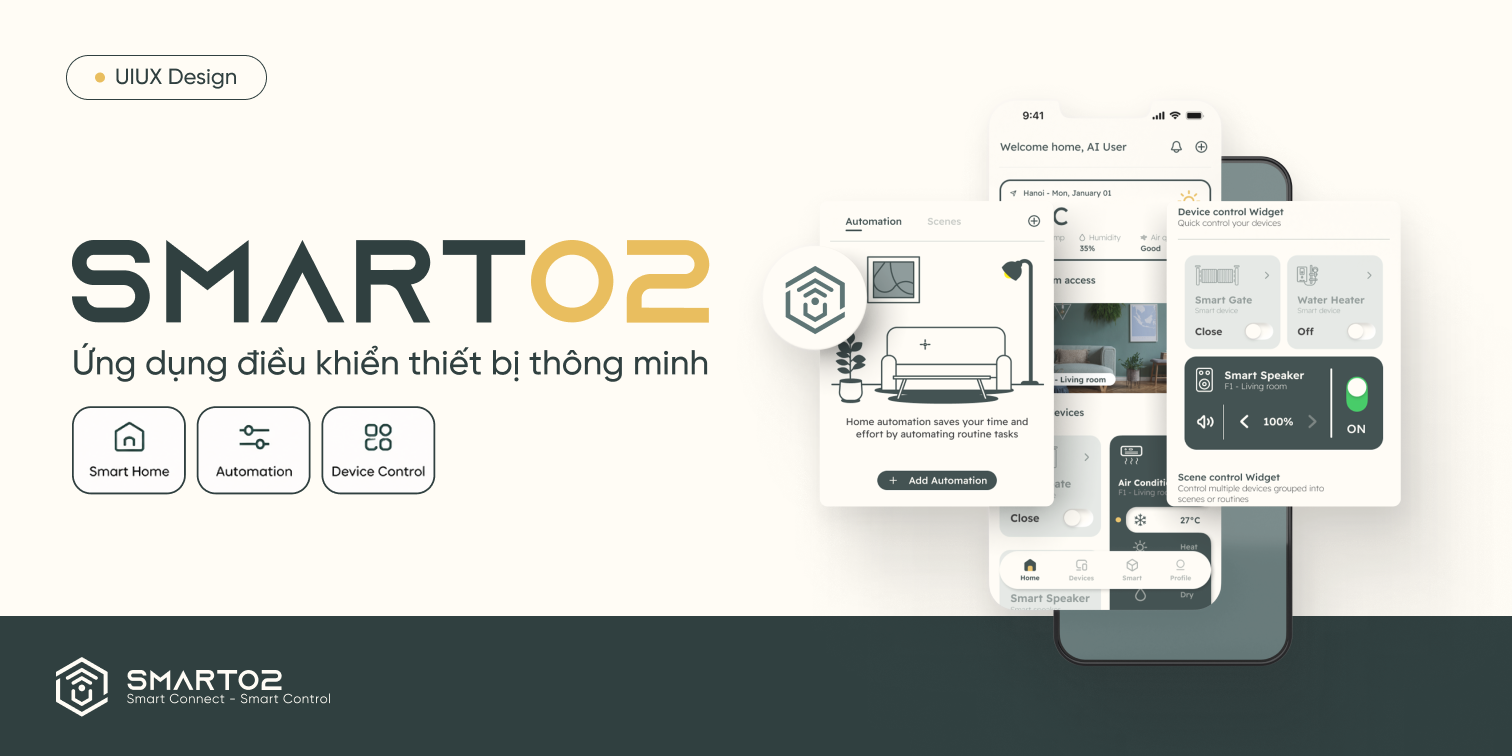 UIUX Design
SMARTO2
Ứng dụng điều khiển thiết bị thông minh
Smart Home
Automation
Device Control
9:41
Welcome home, AI User
Hanoi - Mon, January 01
C
Humidity
35%
Air
Good
access
- Living room
Close
Air
F1 - Living
27°C
Heat
Dry
Home
Devices
Smart
Profile
Smart Speaker
Automation
Scenes
Home automation saves your time and
effort by automating routine tasks
+ Add Automation
Device control Widget
Quick control your devices
Smart Gate
Smart device
Close
Water Heater
Smart device
Off
Smart Speaker
F1 - Living room
100%
ON
Scene control Widget
Control multiple devices grouped into
scenes or routines
SMARTO2
Smart Connect - Smart Control